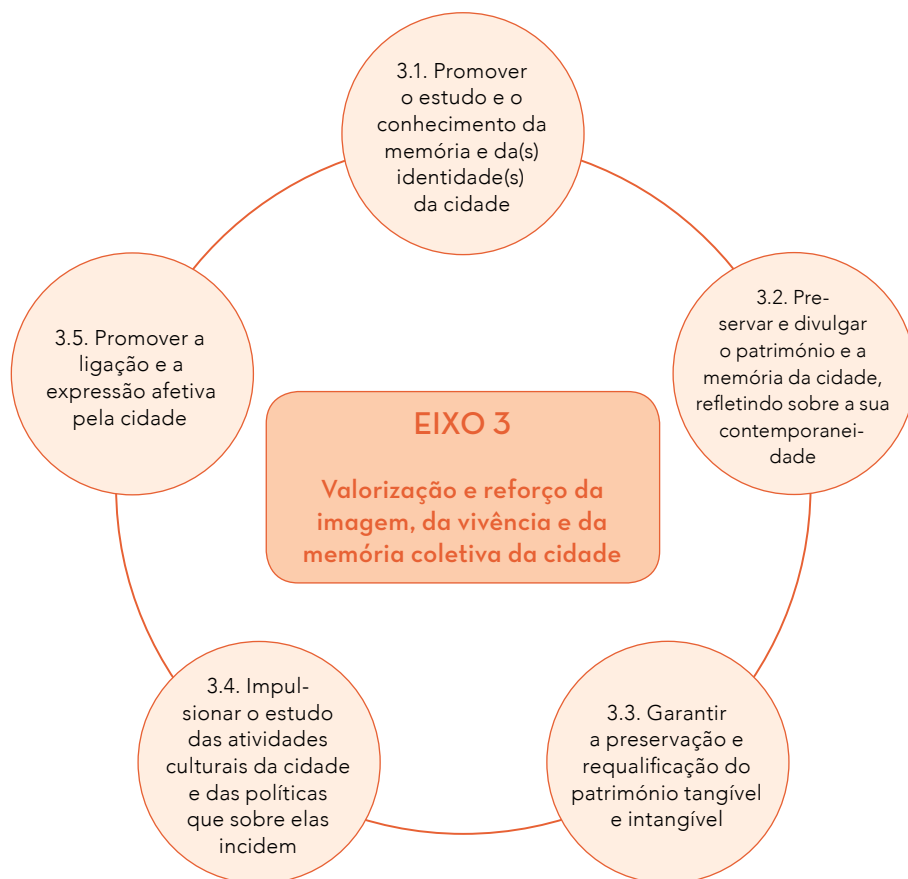 3.1. Promover
o estudo e o
conhecimento da
memória e da(s)
identidade(s)
da cidade
3.2. Pre-
servar e divulgar
o património e a
memória da cidade,
refletindo sobre a sua
contemporanei-
dade
3.5. Promover a
ligação e a
expressão afetiva
pela cidade
EIXO 3
Valorização e reforço da
imagem, da vivência e da
memória coletiva da cidade
3.4. Impul-
sionar o estudo
das atividades
culturais da cidade
e das políticas
que sobre elas
incidem
3.3. Garantir
a preservação e
requalificação do
património tangível
e intangível